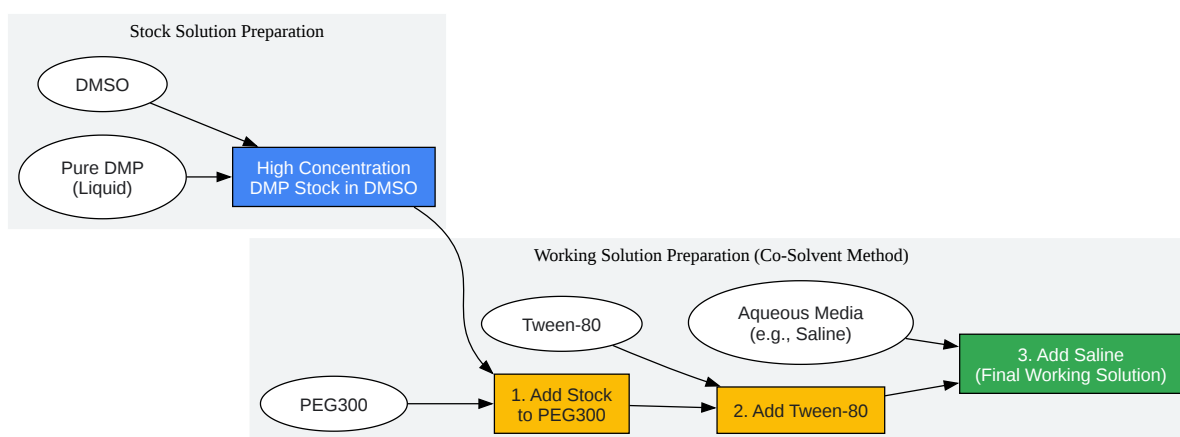 Stock Solution Preparation
DMSO
Pure DMP
(Liquid)
High Concentration
DMP Stock in DMSO
Working Solution Preparation (Co-Solvent Method)
Aqueous Media
(e.g., Saline)
Tween-80
3. Add Saline
(Final Working Solution)
PEG300
1. Add Stock
to PEG300
2. Add Tween-80